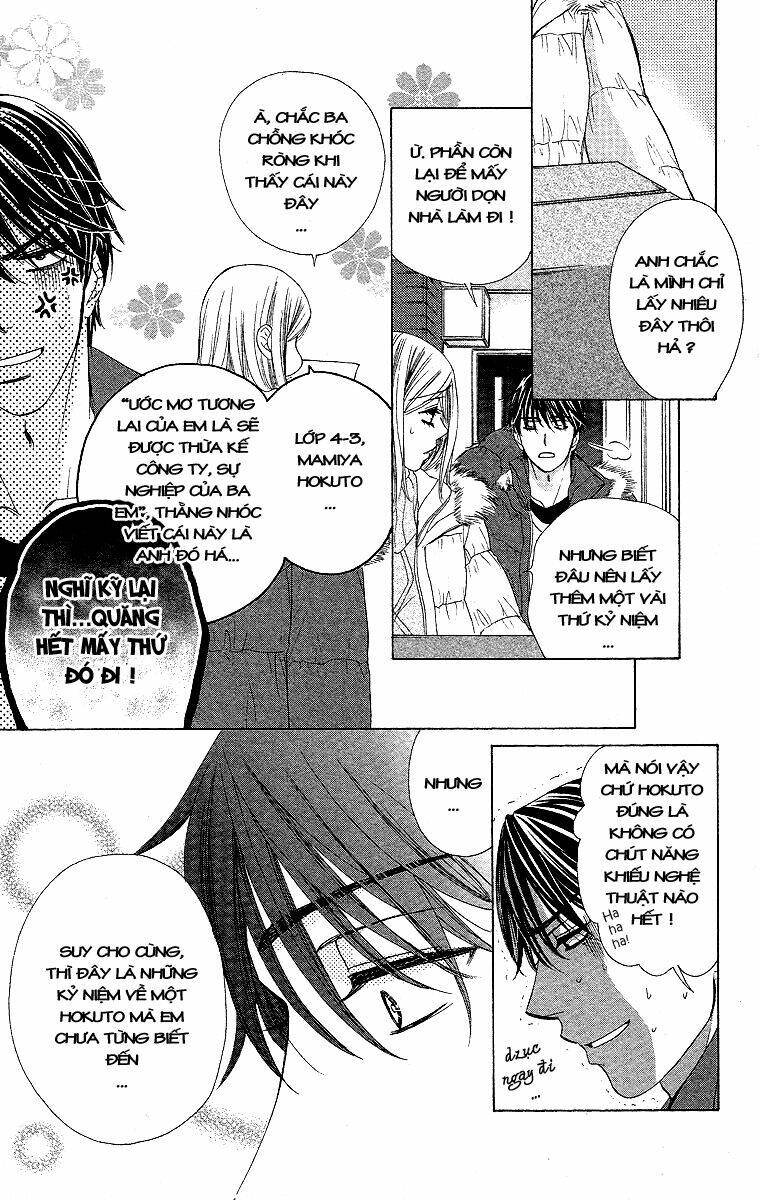 ANH CHẮC
LÀ MÌNH CHỈ
LẤY NHIÊU
ĐÂY THÔI
HẢ ?
Ừ. PHẦN CÒN
LẠI ĐỂ MẤY
NGƯỜI DỌN
NHÀ LÀM ĐI !
NHƯNG BIẾT
ĐÂU NÊN LẤY
THÊM MỘT VÀI
THỨ KỶ NIỆM
...
À, CHẮC BA
CHỒNG KHÓC
RÒNG KHI
THẤY CÁI NÀY
ĐÂY
...
LỚP 4-3,
MAMIYA
HOKUTO
...
"ƯỚC MƠ TƯƠNG
LAI CỦA EM LÀ SẼ
ĐƯỢC THỪA KẾ
CÔNG TY, SỰ
NGHIỆP CỦA BA
EM", THẰNG NHÓC
VIẾT CÁI NÀY LÀ
ANH ĐÓ HÁ...
NGHĨ KỸ LẠI
THÌ...QUĂNG
HẾT MẤY THỨ
ĐÓ ĐI !
MÀ NÓI VẬY
CHỨ HOKUTO
ĐÚNG LÀ
KHÔNG CÓ
CHÚT NĂNG
KHIẾU NGHỆ
THUẬT NÀO
HẾT !
Ha
ha
ha!
dzục
ngay đi
...
NHƯNG
...
SUY CHO CÙNG,
THÌ ĐÂY LÀ NHỮNG
KỶ NIỆM VỀ MỘT
HOKUTO MÀ EM
CHƯA TỪNG BIẾT
ĐẾN
...